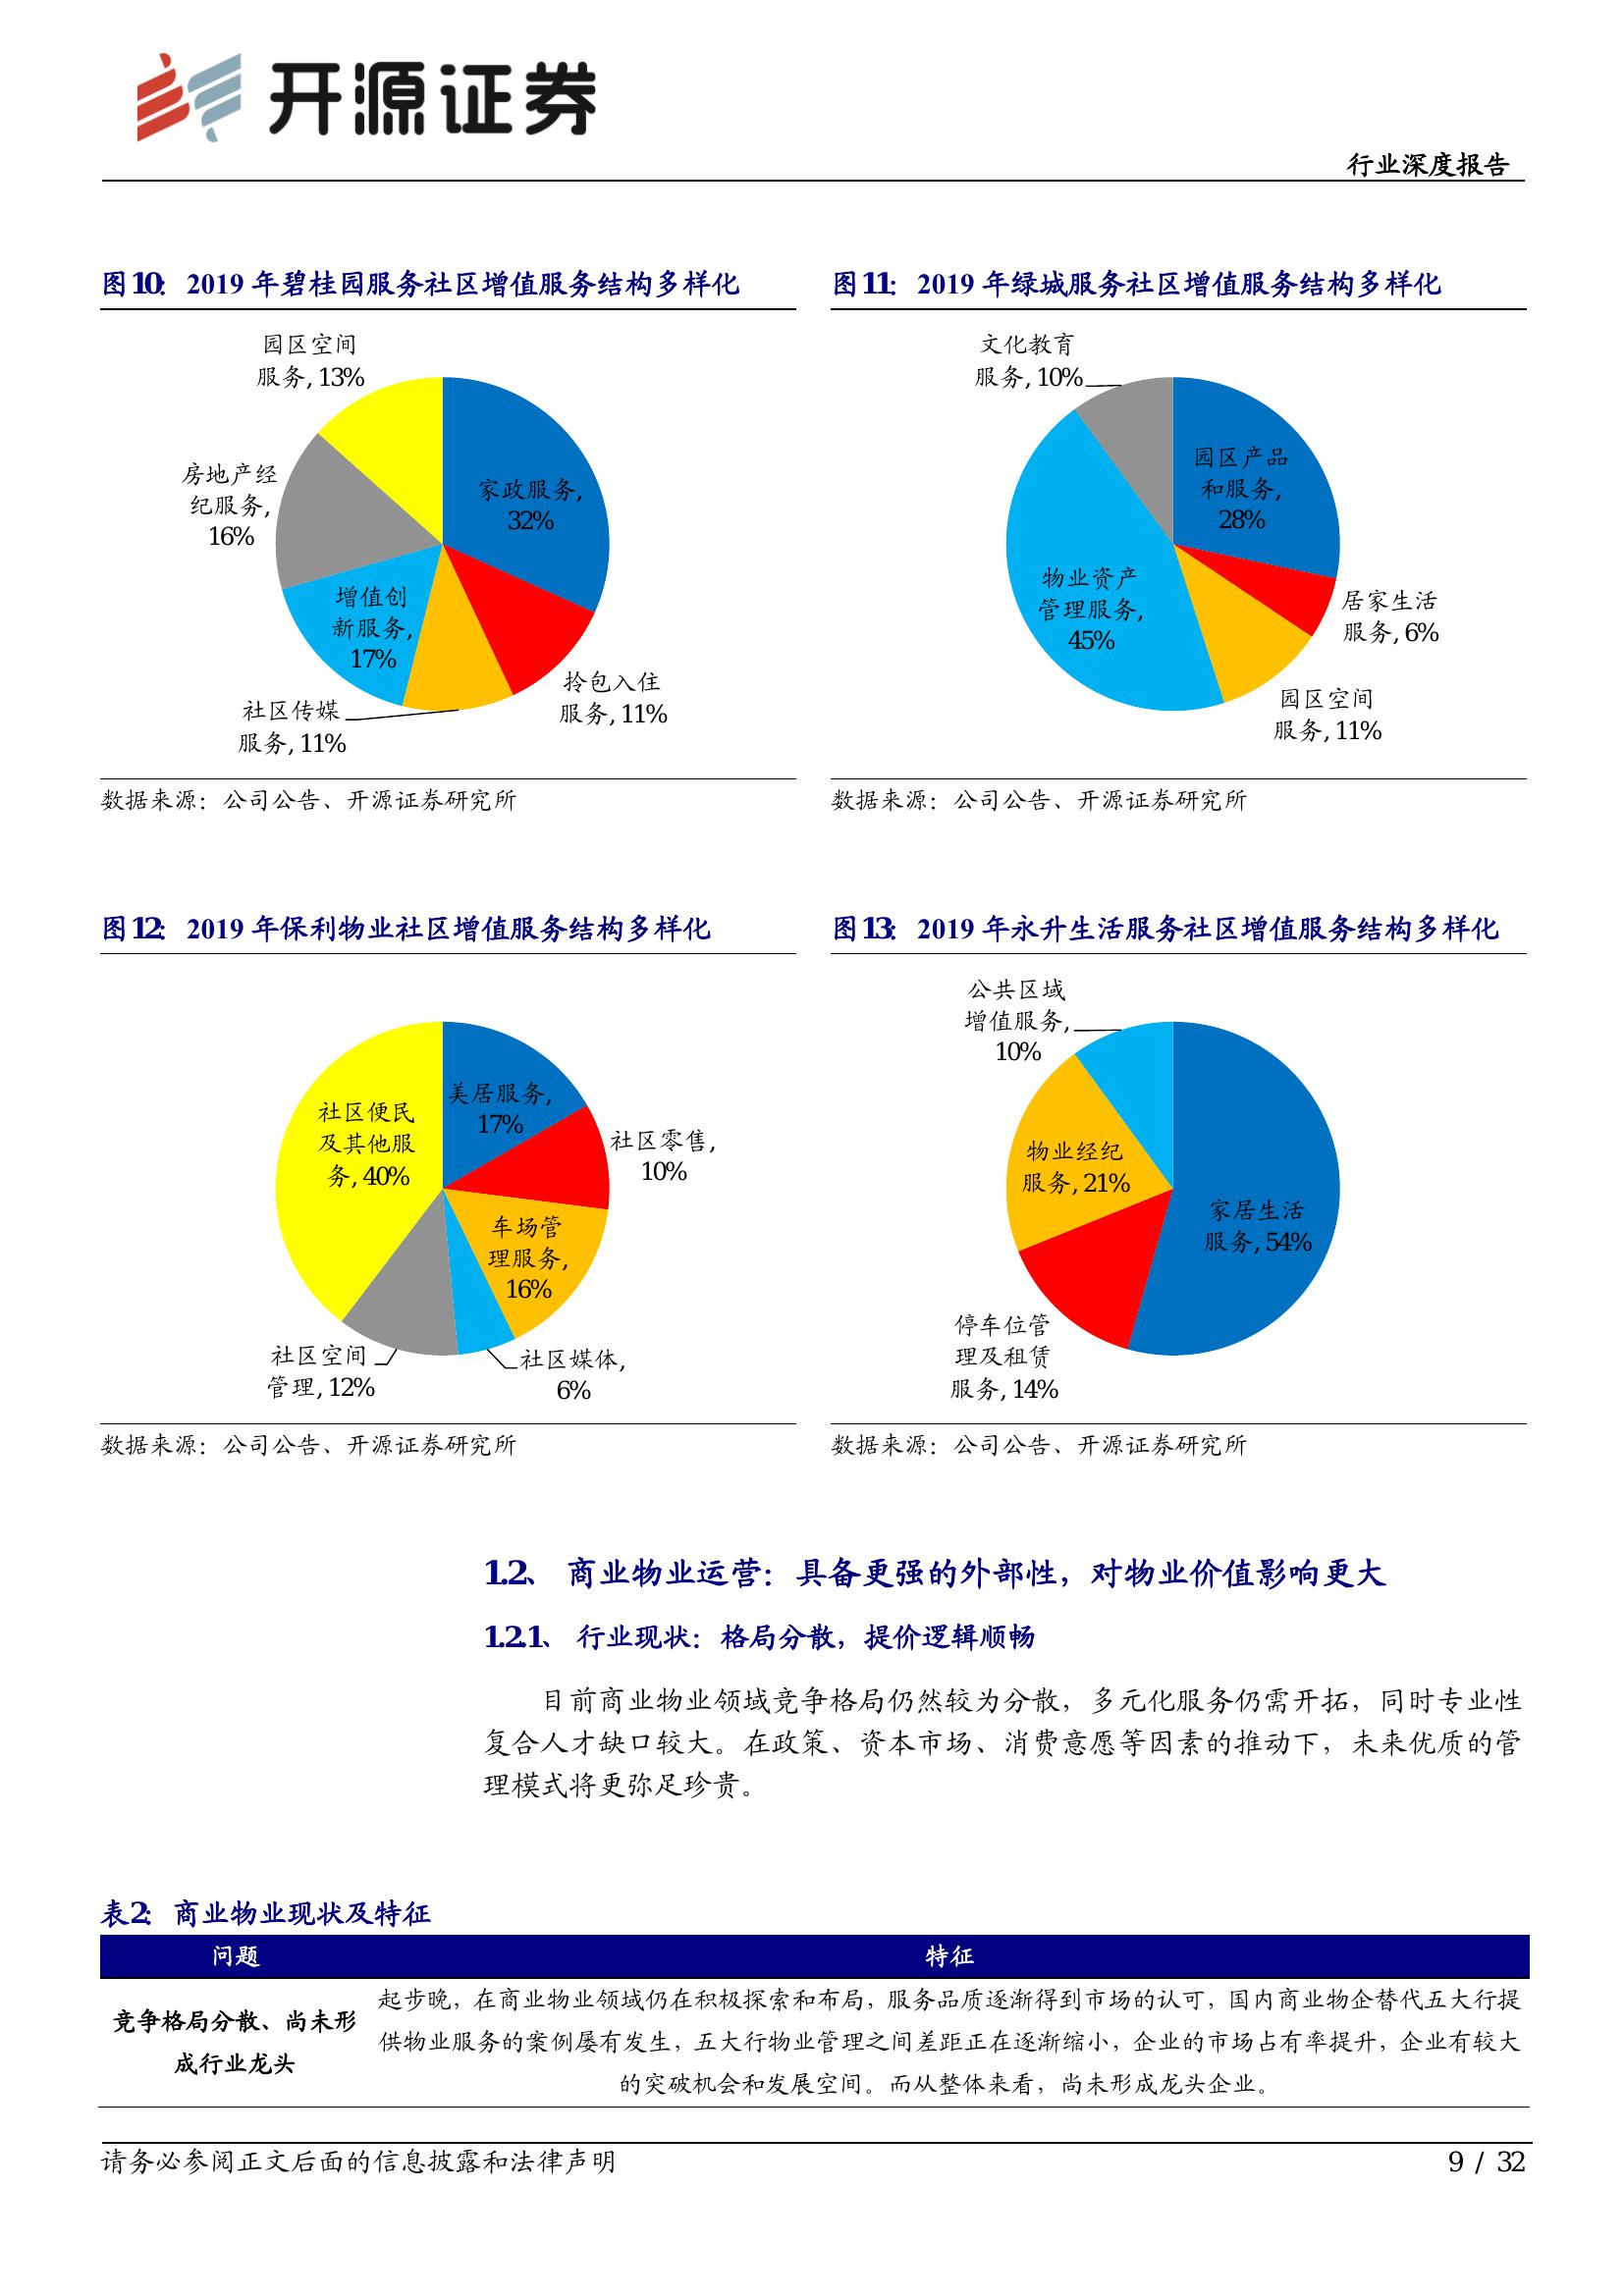 开源证券
行业深度报告
图10： 2019 年碧桂园服务社区增值服务结构多样化
园区空间
服务, 13%
房地产经
纪服务,
16%
家政服务,
32%
增值创
新服务,
17%
拎包入住
服务, 11%
社区传媒
服务, 11%
数据来源：公司公告、开源证券研究所
图11： 2019 年绿城服务社区增值服务结构多样化
文化教育
服务, 10%
园区产品
和服务,
28%
物业资产
管理服务,
45%
居家生活
服务, 6%
园区空间
服务, 11%
数据来源：公司公告、开源证券研究所
图12： 2019 年保利物业社区增值服务结构多样化
社区便民
及其他服
务, 40%
美居服务,
17%
社区零售,
10%
车场管
理服务,
16%
社区空间
管理, 12%
社区媒体,
6%
数据来源：公司公告、开源证券研究所
图13： 2019 年永升生活服务社区增值服务结构多样化
公共区域
增值服务,
10%
物业经纪
服务, 21%
家居生活
服务, 54%
停车位管
理及租赁
服务, 14%
数据来源：公司公告、开源证券研究所
1.2、 商业物业运营：具备更强的外部性，对物业价值影响更大
1.2.1、 行业现状：格局分散，提价逻辑顺畅
目前商业物业领域竞争格局仍然较为分散，多元化服务仍需开拓，同时专业性
复合人才缺口较大。在政策、资本市场、消费意愿等因素的推动下，未来优质的管
理模式将更弥足珍贵。
表2： 商业物业现状及特征
问题 特征
竞争格局分散、尚未形
成行业龙头
起步晚，在商业物业领域仍在积极探索和布局，服务品质逐渐得到市场的认可，国内商业物企替代五大行提
供物业服务的案例屡有发生，五大行物业管理之间差距正在逐渐缩小，企业的市场占有率提升，企业有较大
的突破机会和发展空间。而从整体来看，尚未形成龙头企业。
请务必参阅正文后面的信息披露和法律声明
9 / 32